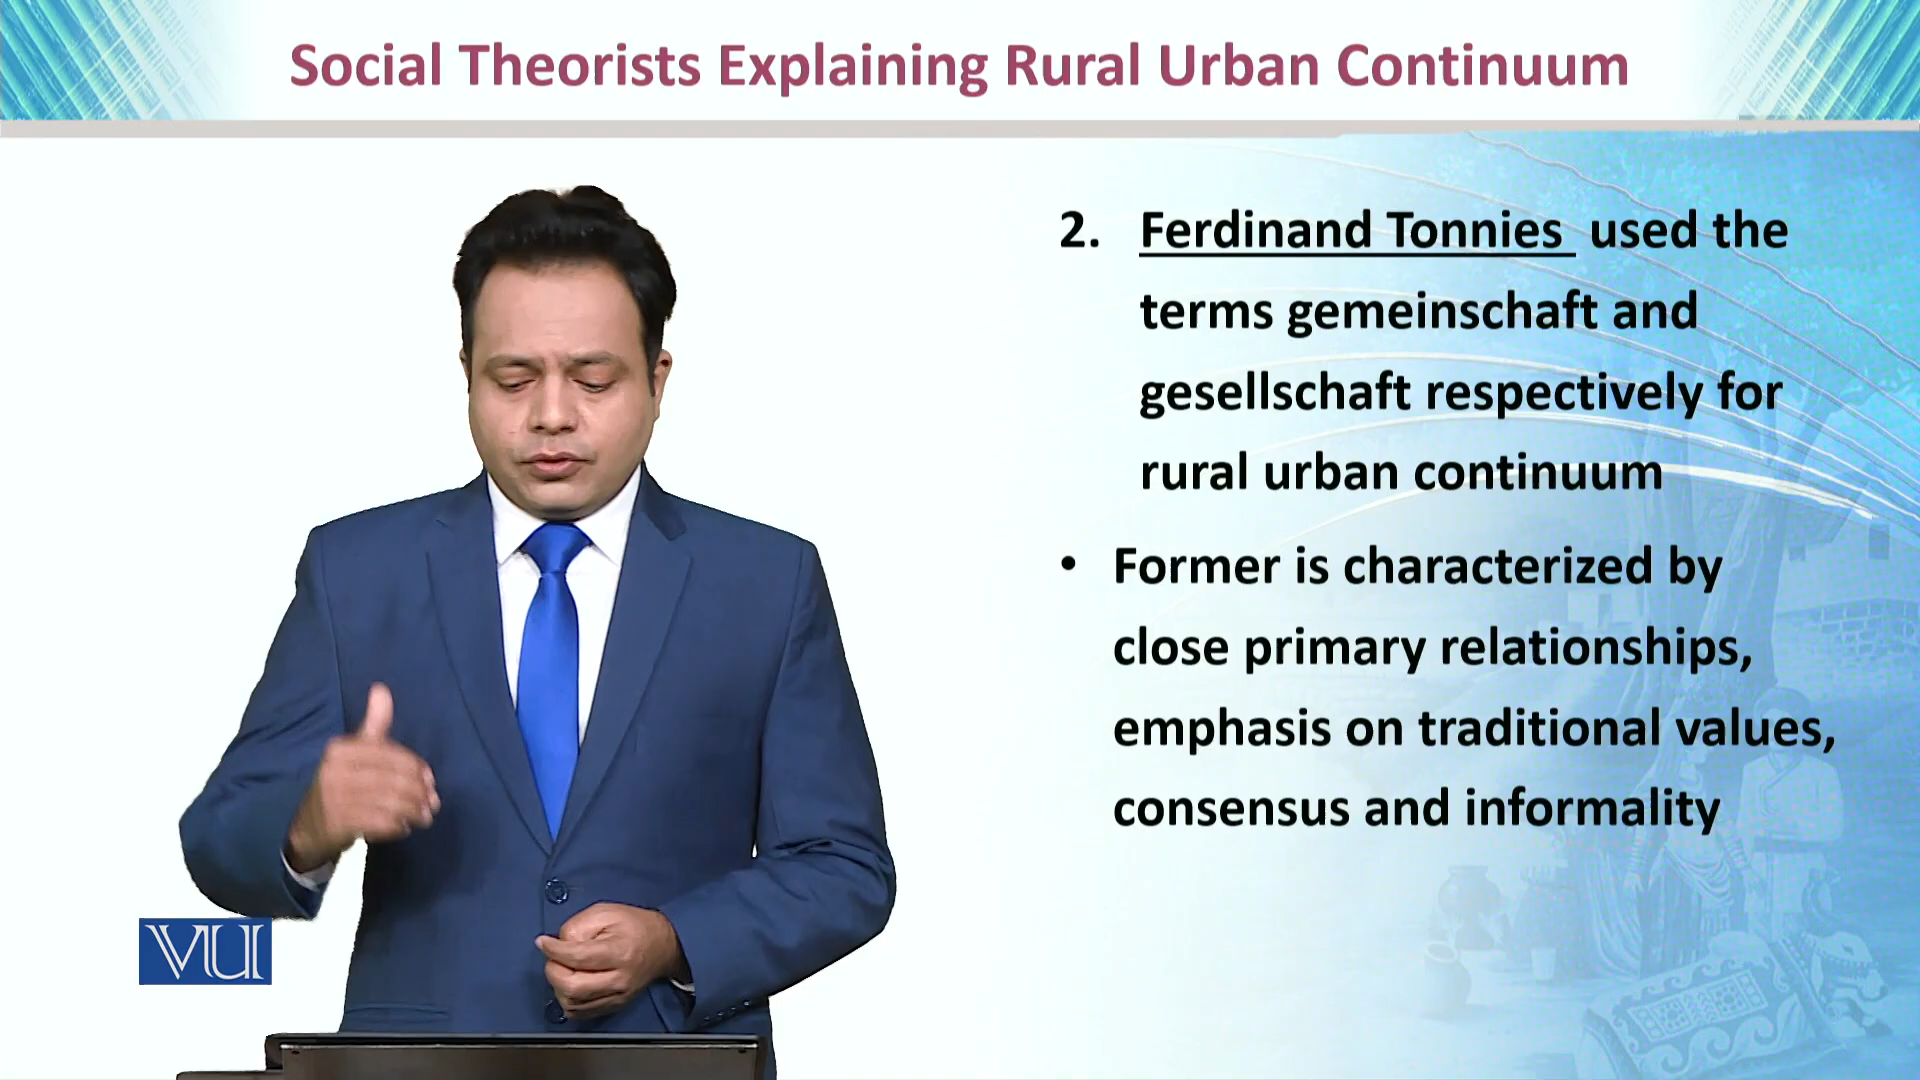 Social Theorists Explaining Rural Urban Continuum
2. Ferdinand Tonnies used the
terms gemeinschaft and
gesellschaft respectively for
rural urban continuum
• Former is characterized by
close primary relationships,
emphasis on traditional values,
consensus and informality
VU